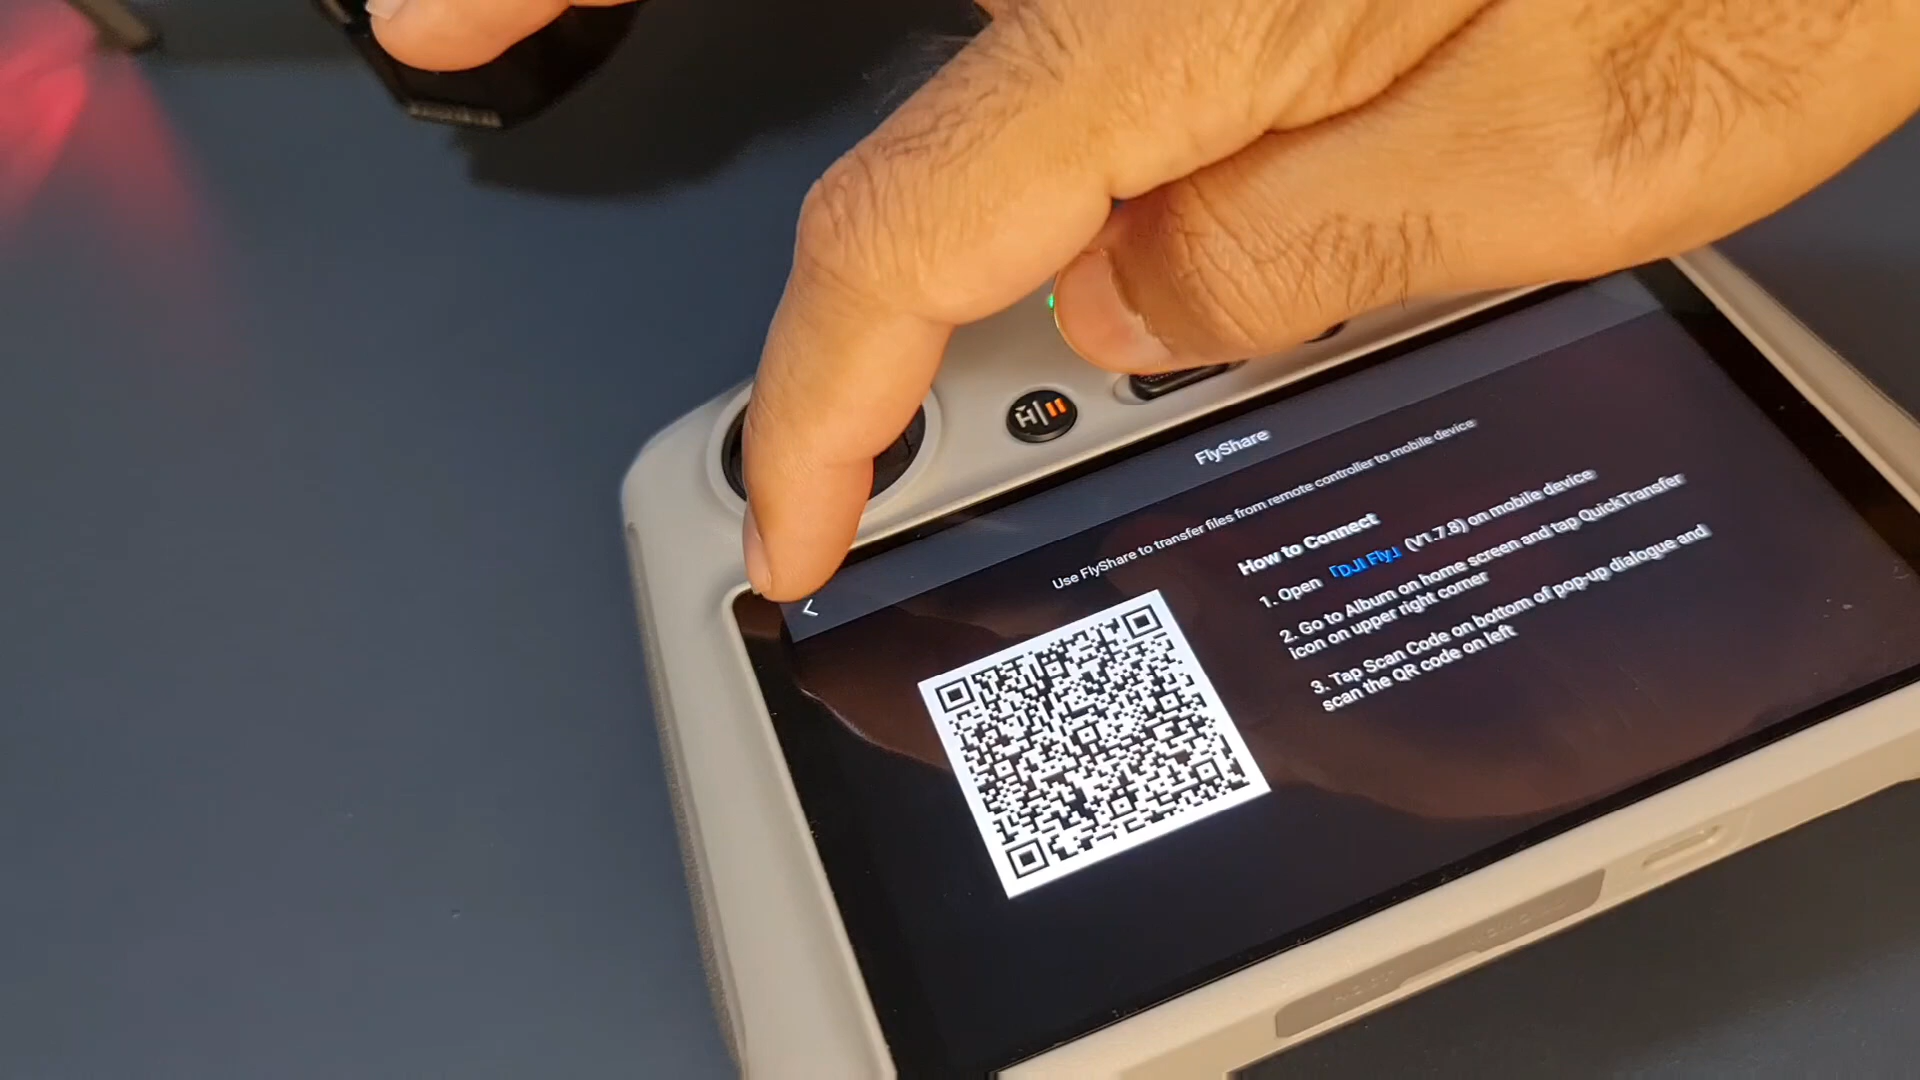 FlyShare
Use FlyShare to transfer files from remote controller to mobile device
How to Connect
1. Open 「DJI Fly」 (V1.7.8) on mobile device
2. Go to Album on home screen and tap QuickTransfer
icon on upper right corner
3. Tap Scan Code on bottom of pop-up dialogue and
scan the QR code on left